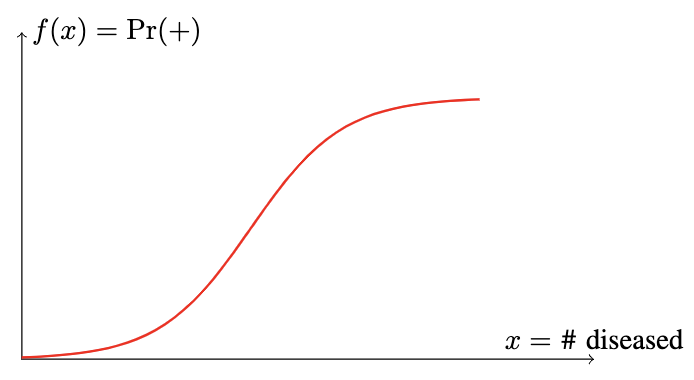 f(x) = Pr(+)
x = # diseased